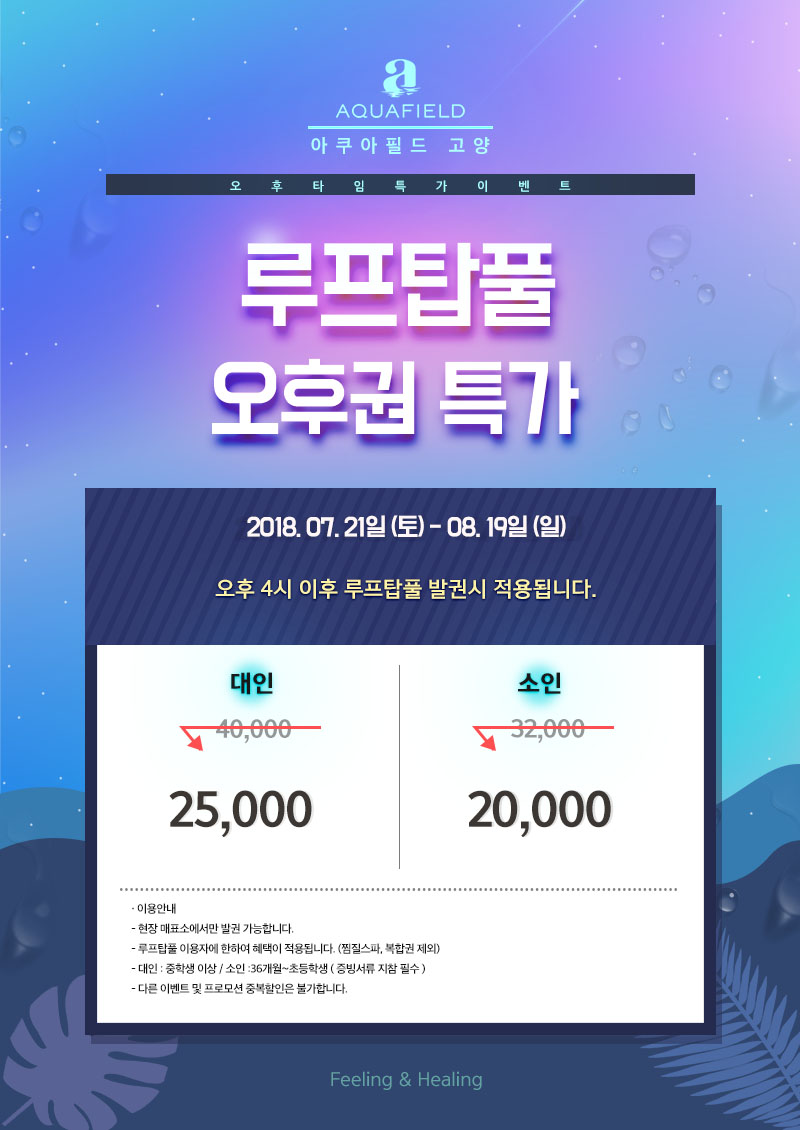 a
AQUAFIELD
아쿠아필드 고양
오후타임특가이벤트
루프탑풀
오후권 특가
2018. 07. 21일 (토) - 08. 19일 (일)
오후 4시 이후 루프탑풀 발권시 적용됩니다.
대인
40,000
25,000
소인
32,000
20,000
· 이용안내
- 현장 매표소에서만 발권 가능합니다.
- 루프탑풀 이용자에 한하여 혜택이 적용됩니다. (찜질스파, 복합권 제외)
- 대인 : 중학생 이상 / 소인 :36개월~초등학생 ( 증빙서류 지참 필수 )
- 다른 이벤트 및 프로모션 중복할인은 불가합니다.
Feeling & Healing